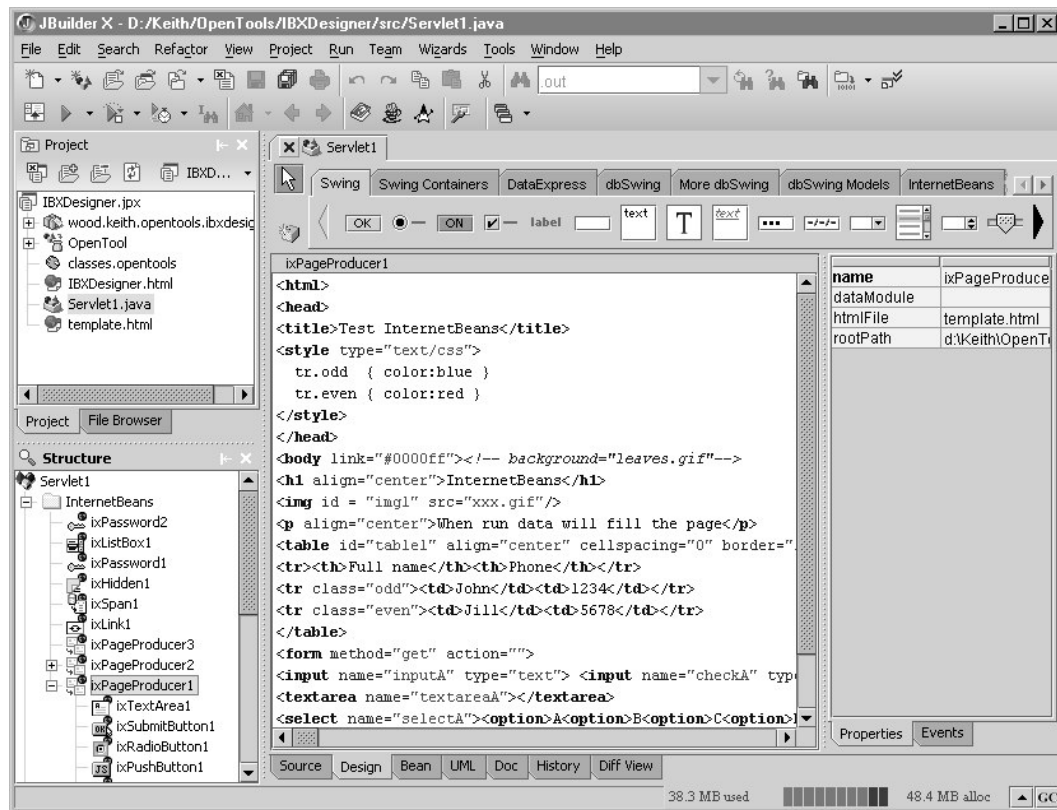 JBuilder X - D:/Keith/OpenTools/IBXDesigner/src/Servlet1.java
File Edit Search Refactor View Project Run Team Wizards Tools Window Help
.out
Project
IBXD...
IBXDesigner.jpx
wood.keith.opentools.ibxdesig
OpenTool
classes.opentools
IBXDesigner.html
Servlet1.java
template.html
Project File Browser
Structure
Servlet1
InternetBeans
ixPassword2
ixListBox1
ixPassword1
ixHidden1
ixSpan1
ixLink1
ixPageProducer3
ixPageProducer2
ixPageProducer1
ixTextArea1
ixSubmitButton1
ixRadioButton1
ixPushButton1
Servlet1
Swing Swing Containers DataExpress dbSwing More dbSwing dbSwing Models InternetBeans
OK ON label text T text
ixPageProducer1
<html>
<head>
<title>Test InternetBeans</title>
<style type="text/css">
tr.odd { color:blue }
tr.even { color:red }
</style>
</head>
<body link="#0000ff"><!-- background="leaves.gif"-->
<h1 align="center">InternetBeans</h1>
<img id = "img1" src="xxx.gif"/>
<p align="center">When run data will fill the page</p>
<table id="table1" align="center" cellspacing="0" border=".
<tr><th>Full name</th><th>Phone</th></tr>
<tr class="odd"><td>John</td><td>1234</td></tr>
<tr class="even"><td>Jill</td><td>5678</td></tr>
</table>
<form method="get" action="">
<input name="inputA" type="text"> <input name="checkA" typ
<textarea name="textareaA"></textarea>
<select name="selectA"><option>A<option>B<option>C<option>
name ixPageProduce
dataModule
htmlFile template.html
rootPath d:\Keith\OpenT
Properties Events
Source Design Bean UML Doc History Diff View
38.3 MB used 48.4 MB alloc GC